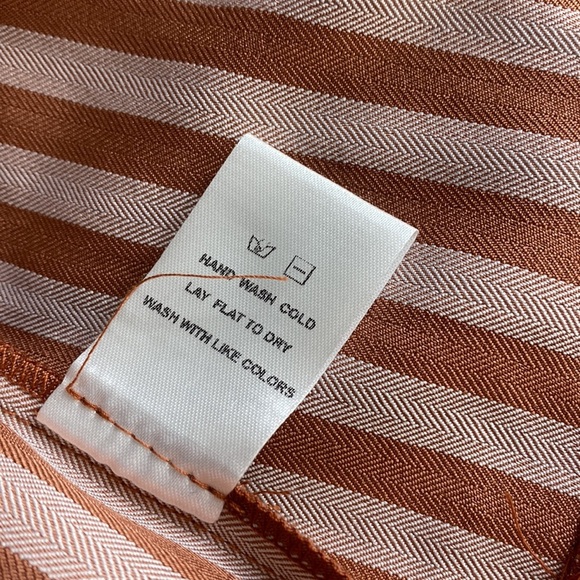 HAND WASH COLD
LAY FLAT TO DRY
WASH WITH LIKE COLORS